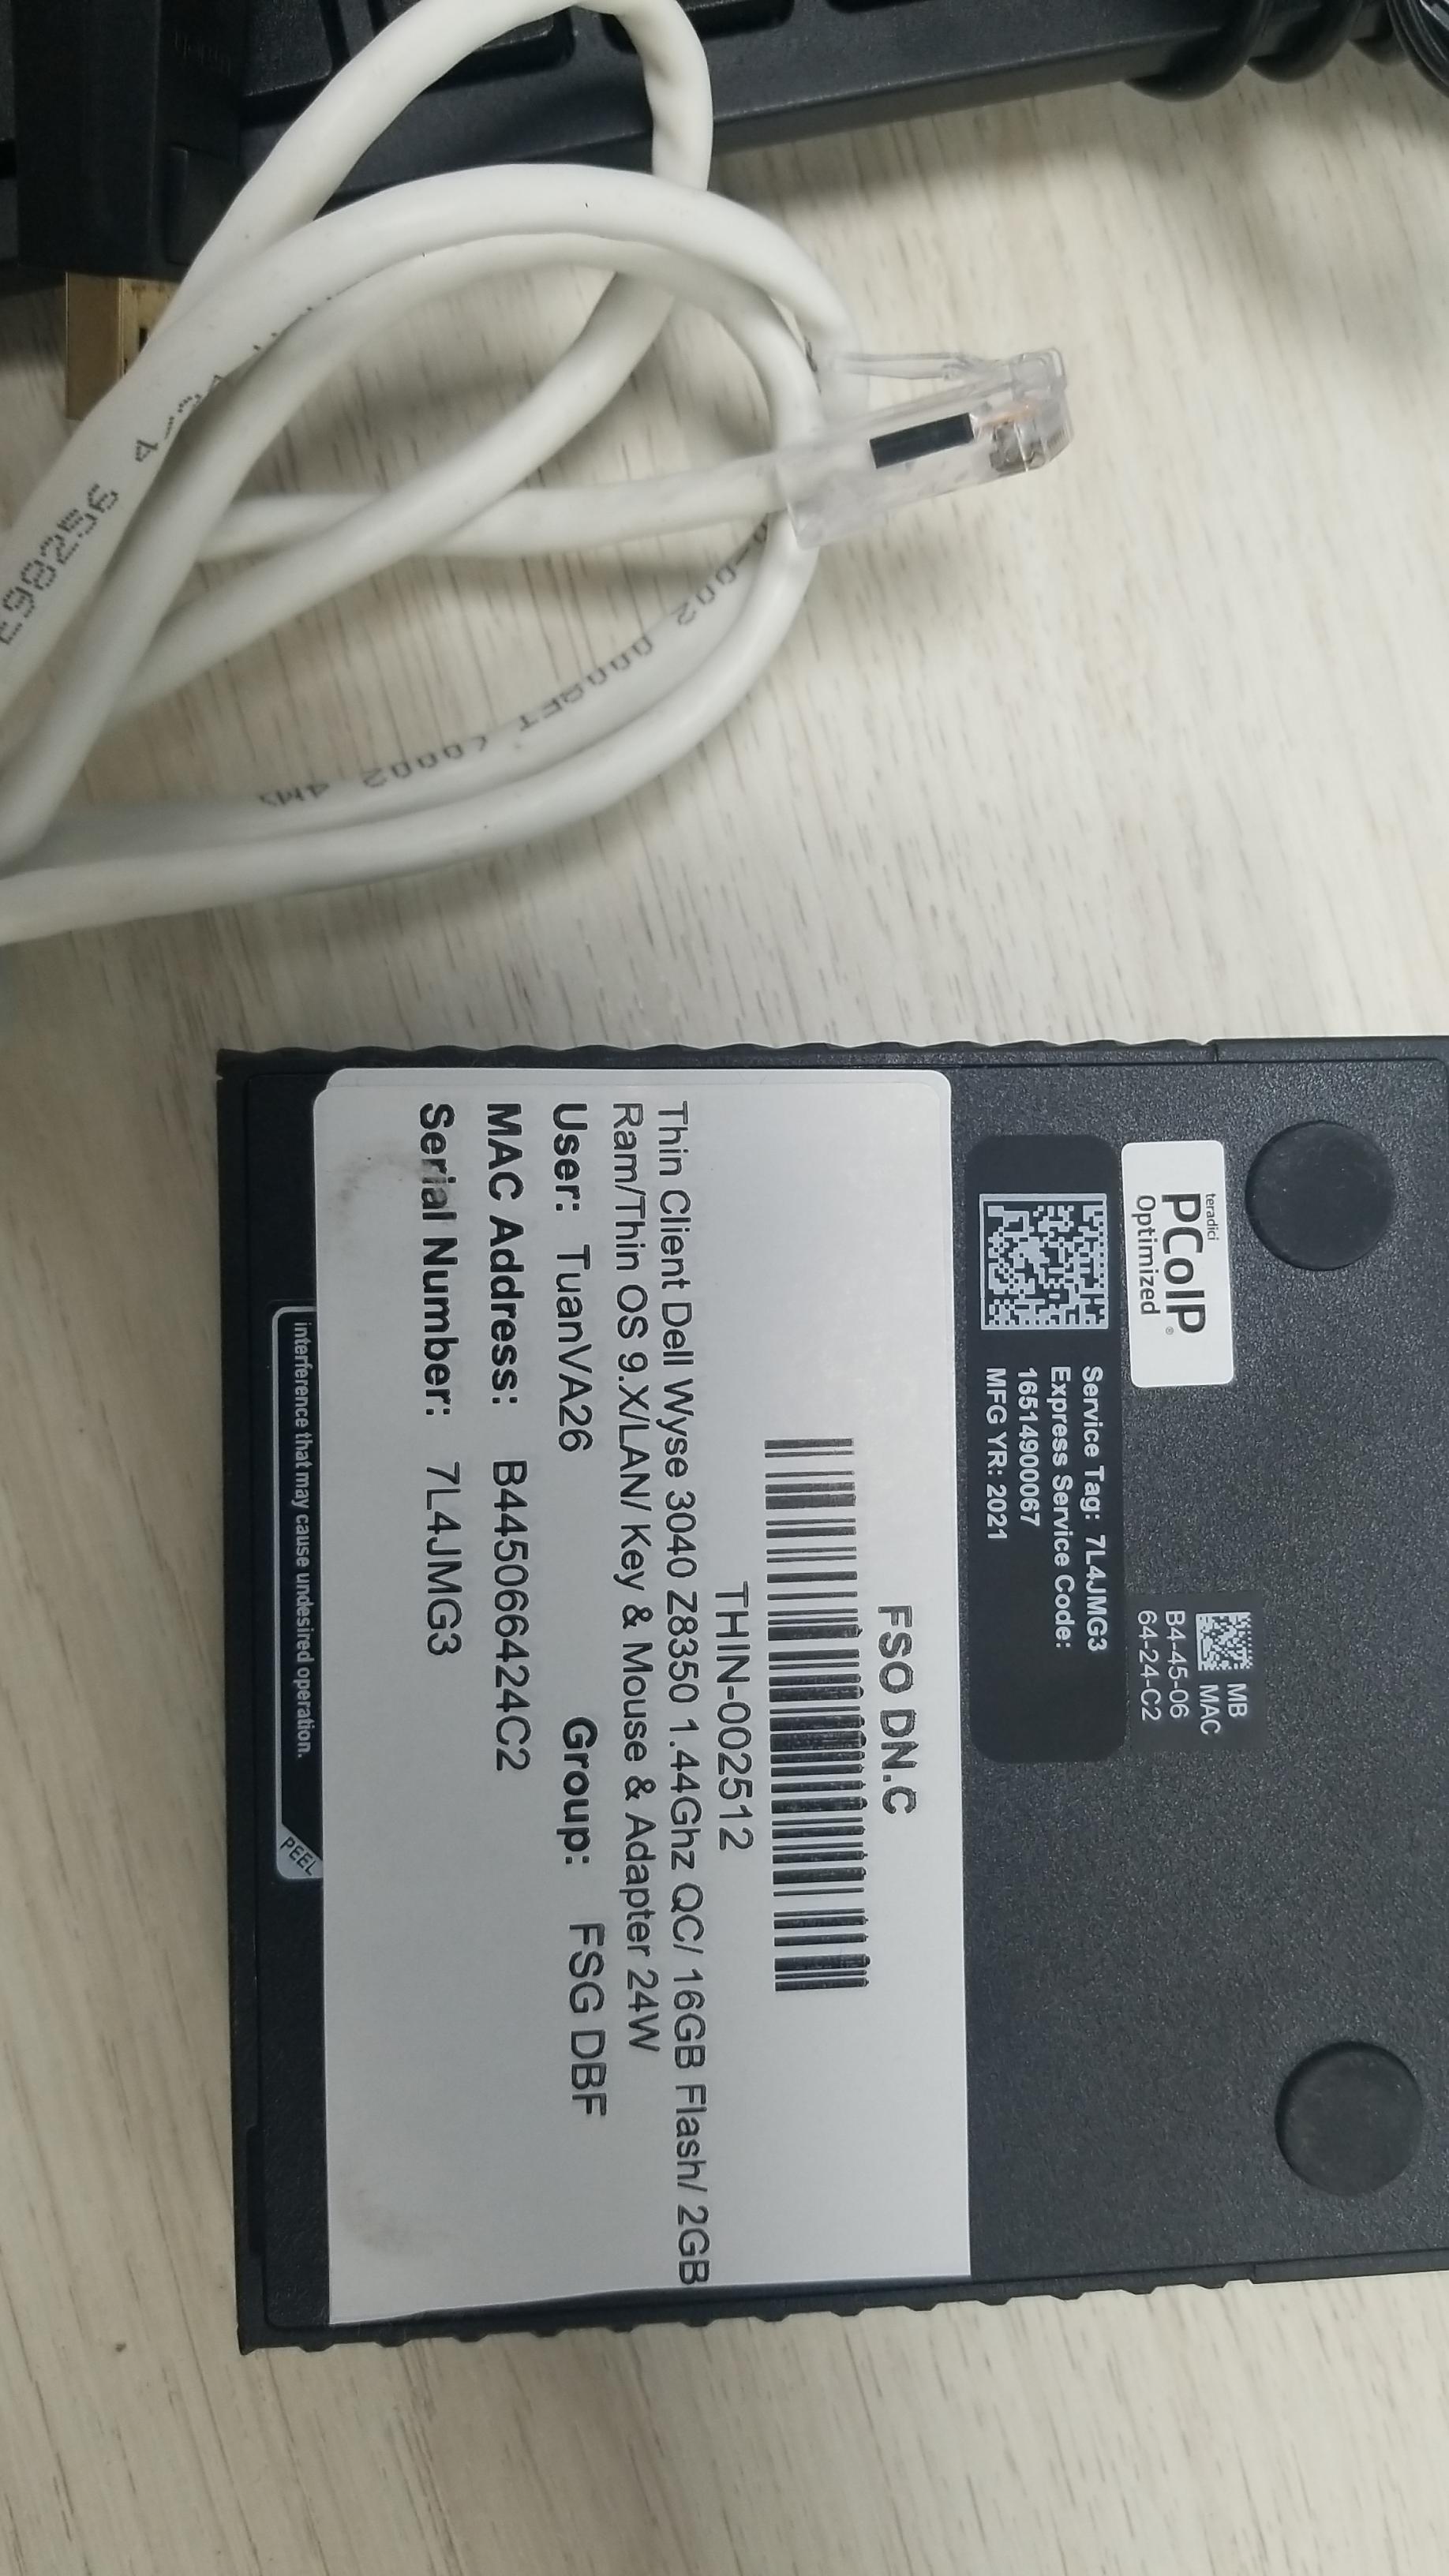 teradici
PCoIP
Optimized
MB
MAC
B4-45-06
64-24-C2
Service Tag: 7L4JMG3
Express Service Code:
16514900067
MFG YR: 2021
FSO DN.C
THIN-002512
Thin Client Dell Wyse 3040 Z8350 1.44Ghz QC/ 16GB Flash/ 2GB
Ram/Thin OS 9.X/LAN/ Key & Mouse & Adapter 24W
User: TuanVA26
Group: FSG DBF
MAC Address: B445066424C2
Serial Number: 7L4JMG3
interference that may cause undesired operation.
PEEL